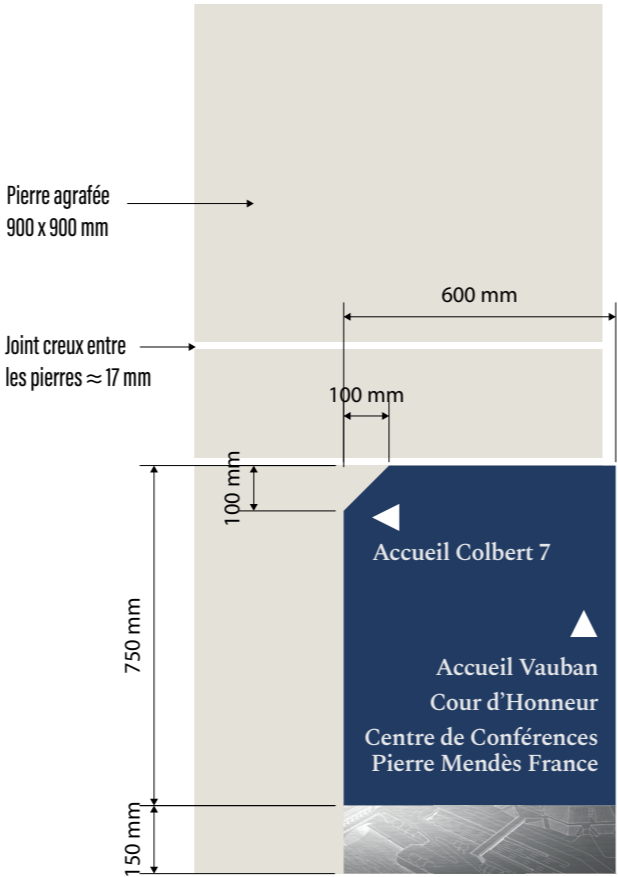 Pierre agrafée
900 x 900 mm
600 mm
Joint creux entre
les pierres ≈ 17 mm
100 mm
100 mm
Accueil Colbert 7
750 mm
Accueil Vauban
Cour d’Honneur
Centre de Conférences
Pierre Mendès France
150 mm